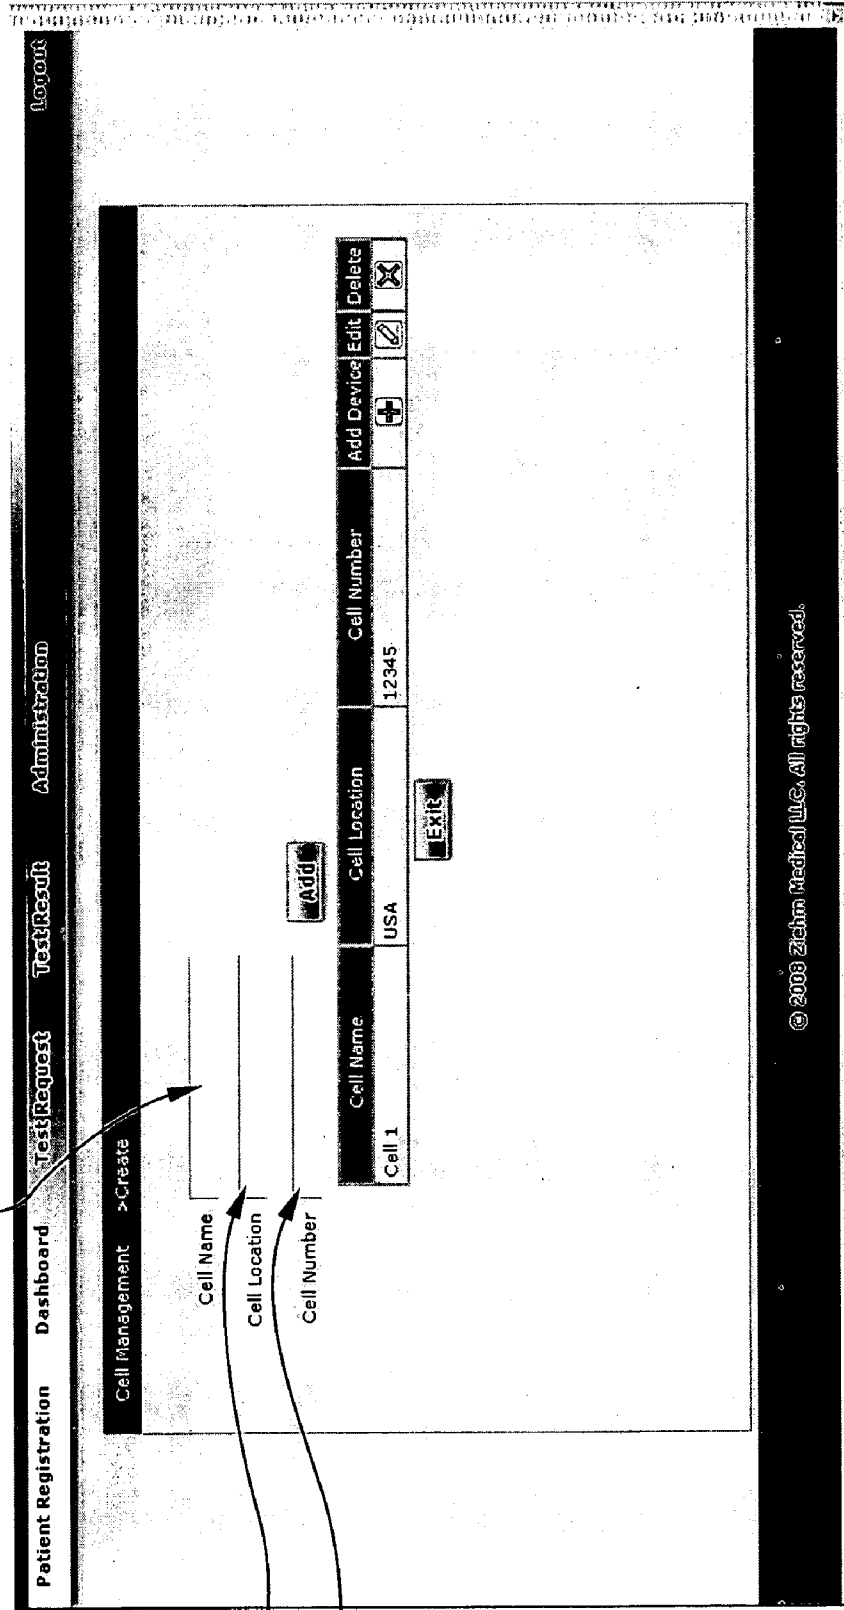 Patient Registration Dashboard Test Request Test Result Administration Logout
Cell Management >Create
Cell Name
Cell Location
Cell Number
Add
Cell Name Cell Location Cell Number Add Device Edit Delete
Cell 1 USA 12345
Exit
© 2008 Ziehm Medical LLC. All rights reserved.